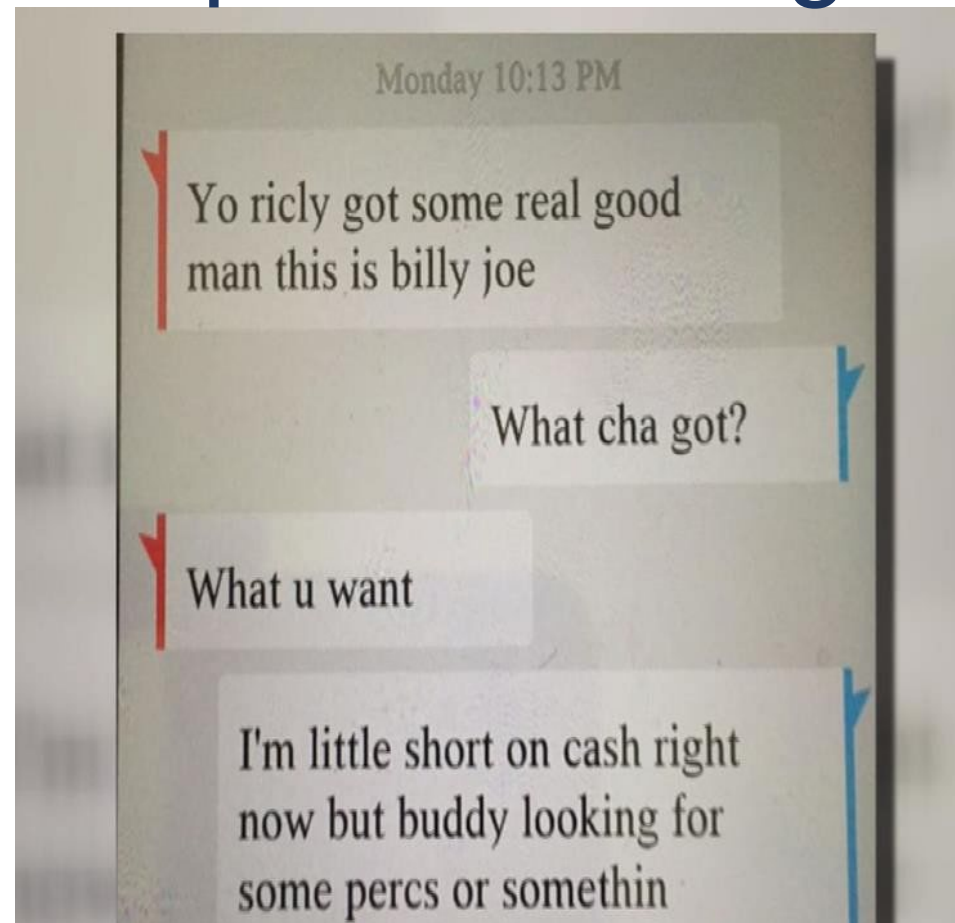 Monday 10:13 PM
Yo ricly got some real good
man this is billy joe
What cha got?
What u want
I'm little short on cash right
now but buddy looking for
some percs or somethin